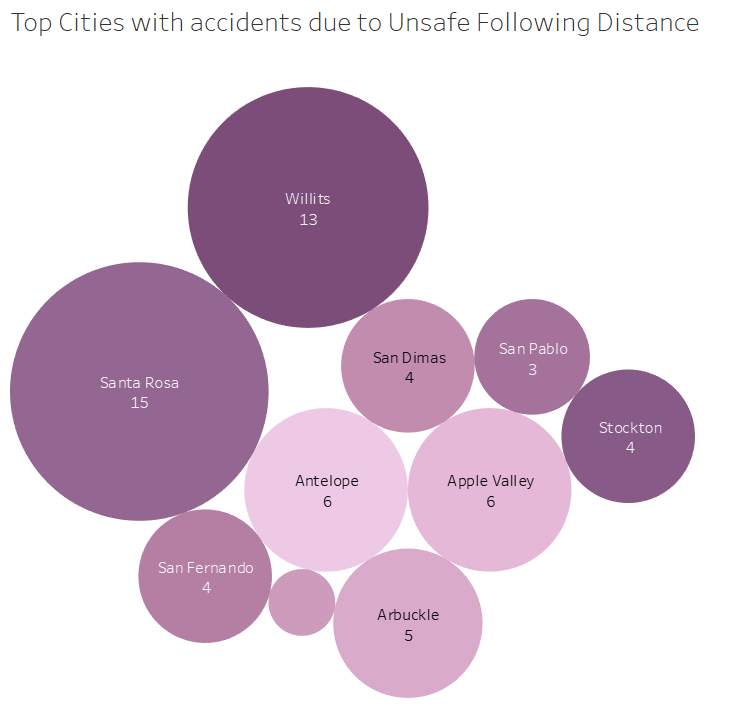 Top Cities with accidents due to Unsafe Following Distance
Willits
13
San Dimas
4
San Pablo
3
Santa Rosa
15
Stockton
4
Antelope
6
Apple Valley
6
San Fernando
4
Arbuckle
5